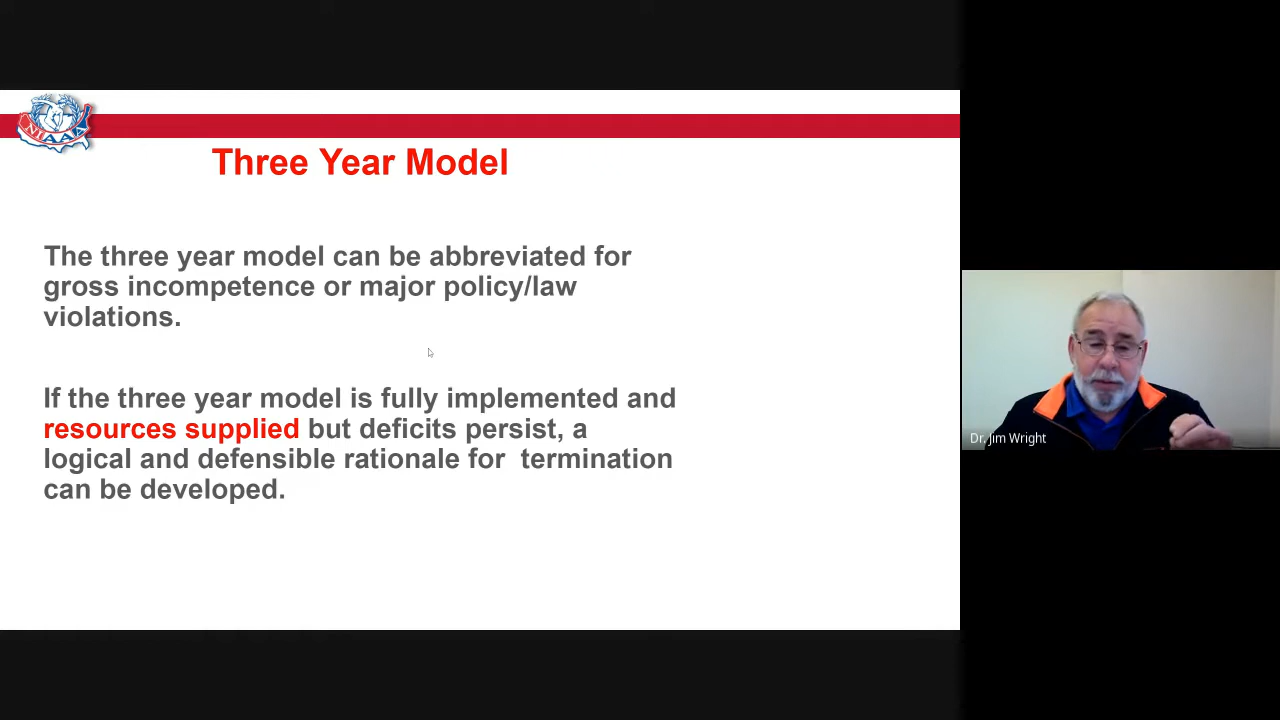 NIAAA
Three Year Model
The three year model can be abbreviated for
gross incompetence or major policy/law
violations.
If the three year model is fully implemented and
resources supplied but deficits persist, a
logical and defensible rationale for  termination
can be developed.
Dr. Jim Wright